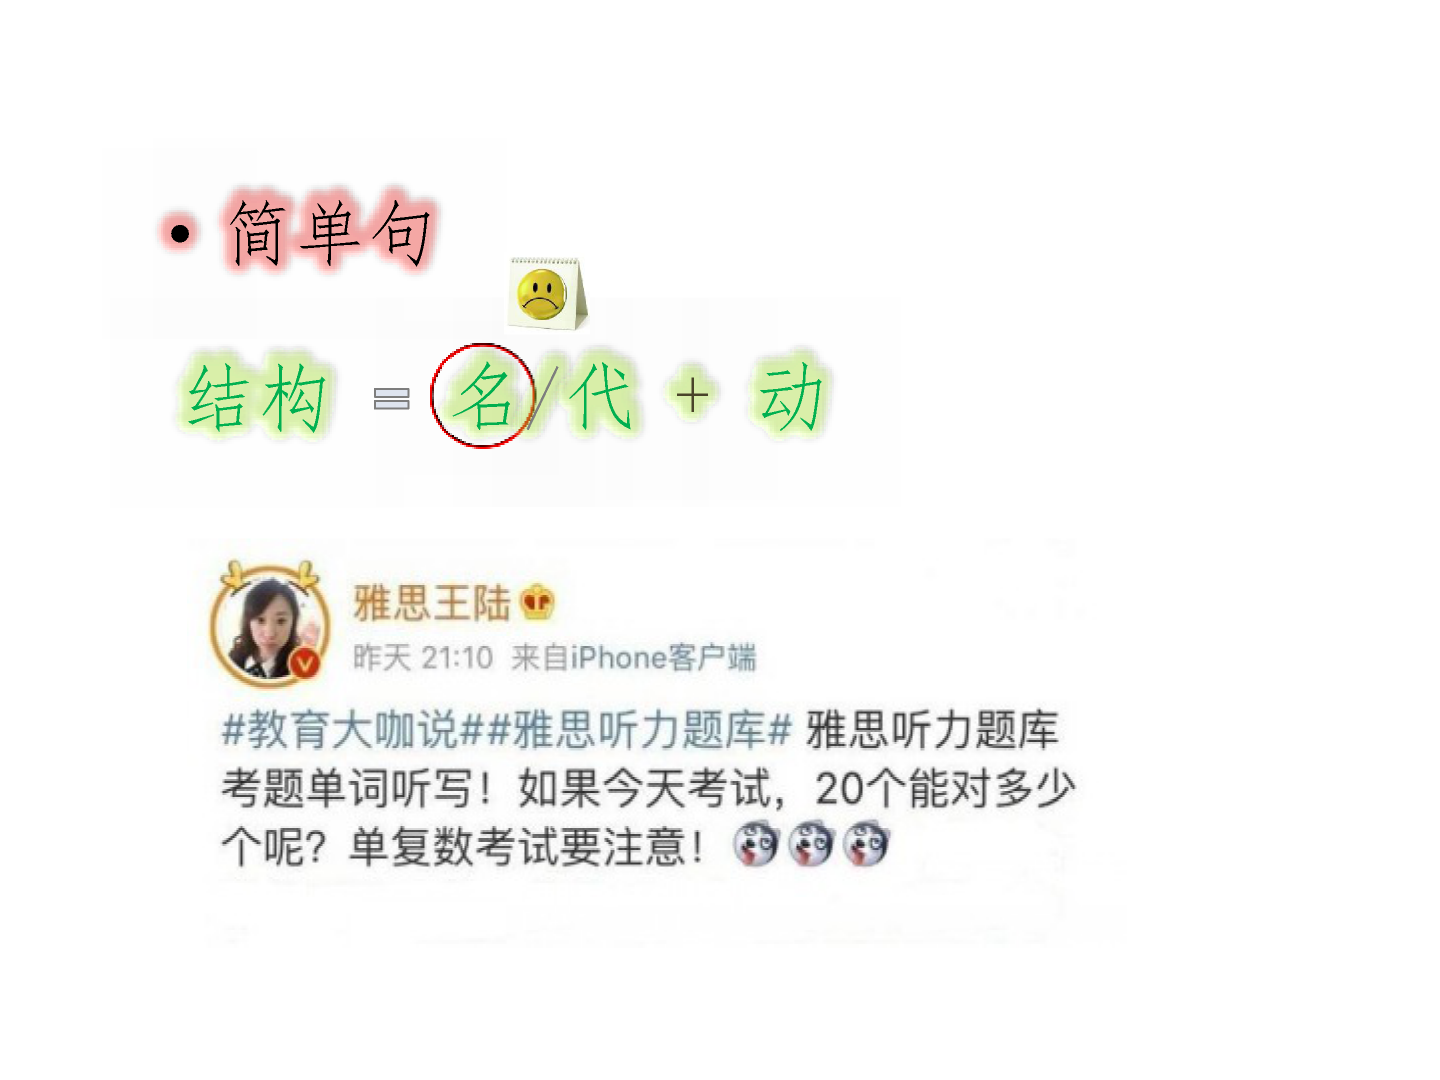 • 简单句
结构 = 名/代 + 动
雅思王陆
昨天 21:10 来自iPhone客户端
#教育大咖说##雅思听力题库# 雅思听力题库
考题单词听写！如果今天考试，20个能对多少
个呢？单复数考试要注意！